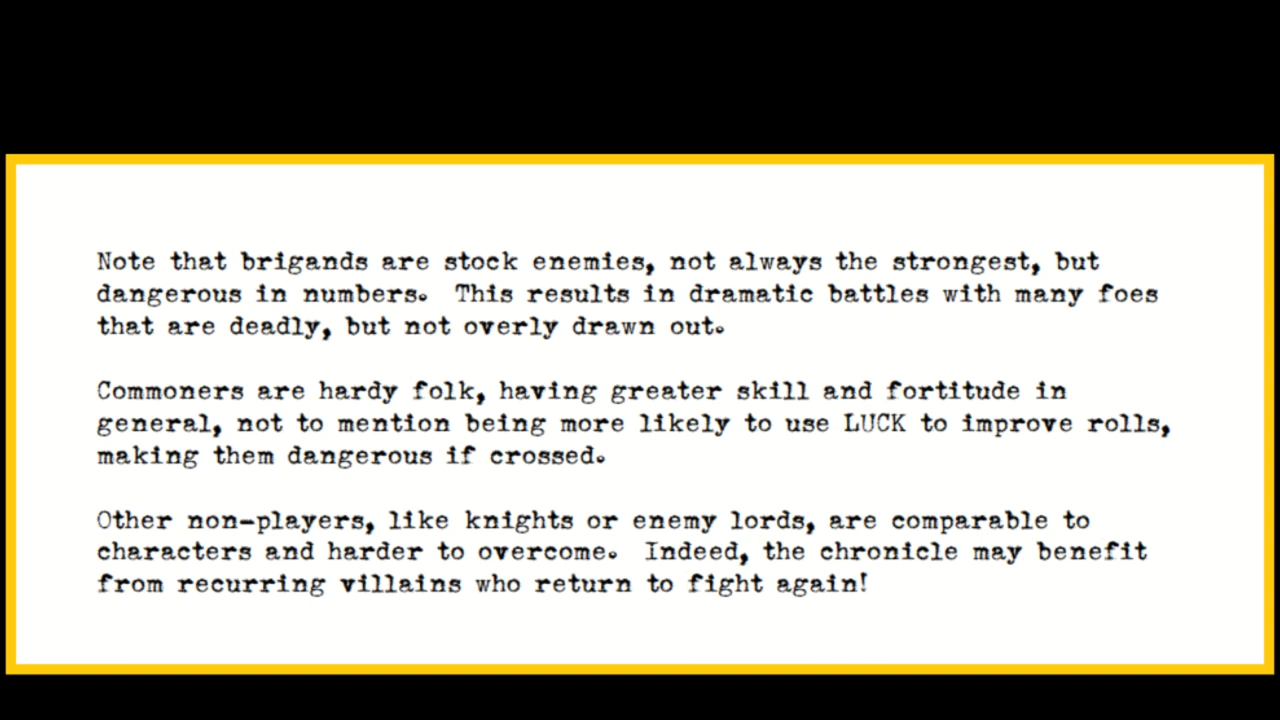 Note that brigands are stock enemies, not always the strongest, but
dangerous in numbers.  This results in dramatic battles with many foes
that are deadly, but not overly drawn out.
Commoners are hardy folk, having greater skill and fortitude in
general, not to mention being more likely to use LUCK to improve rolls,
making them dangerous if crossed.
Other non-players, like knights or enemy lords, are comparable to
characters and harder to overcome.  Indeed, the chronicle may benefit
from recurring villains who return to fight again!